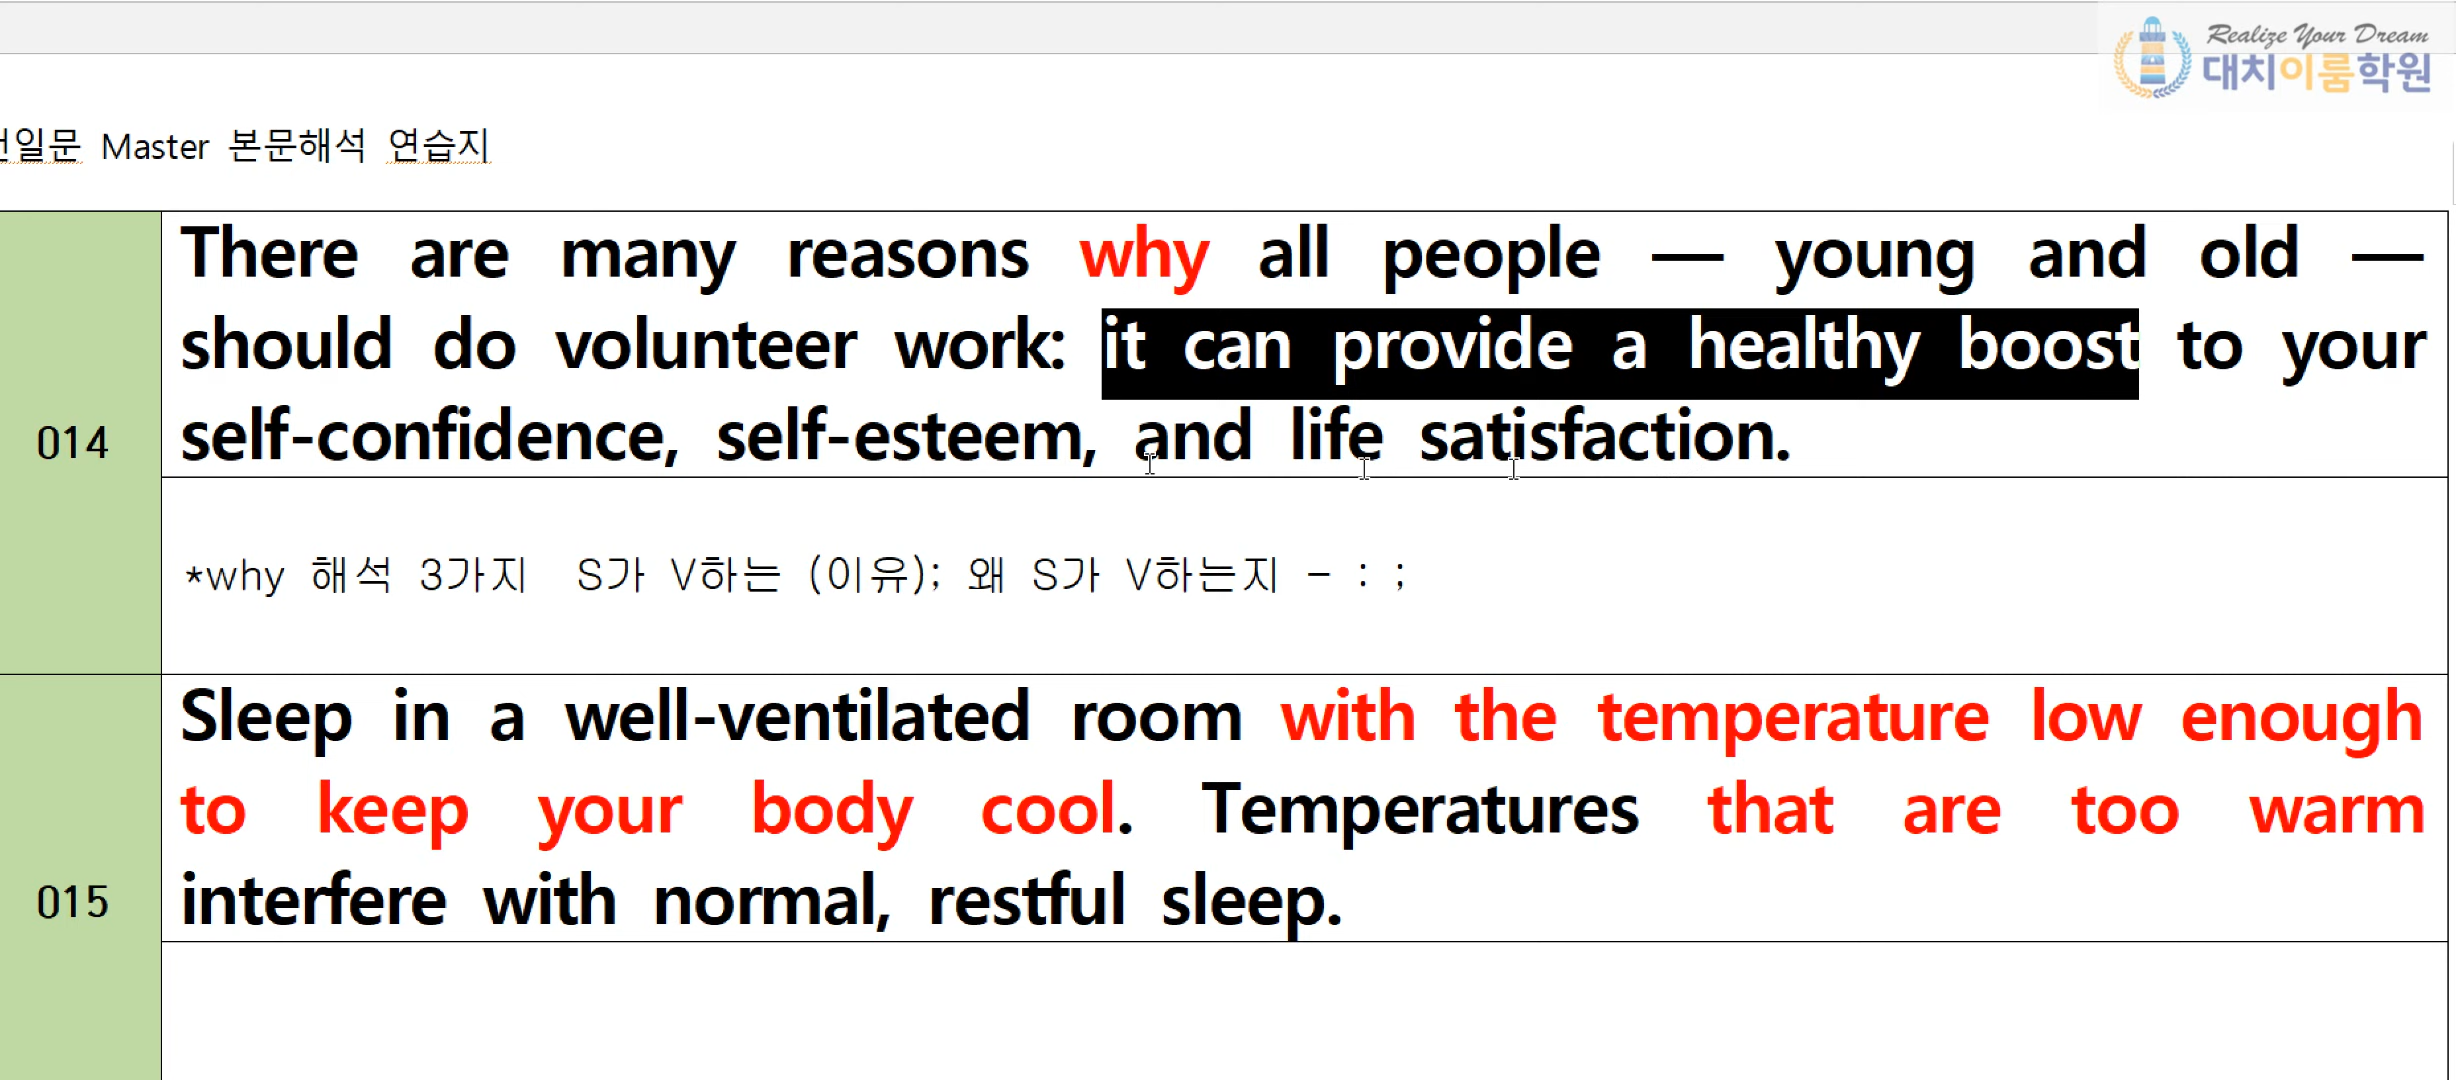 Realize Your Dream
대치이룸학원
일문 Master 본문해석 연습지
There are many reasons why all people — young and old —
should do volunteer work: it can provide a healthy boost to your
self-confidence, self-esteem, and life satisfaction.
014
*why 해석 3가지 S가 V하는 (이유); 왜 S가 V하는지 - : ;
Sleep in a well-ventilated room with the temperature low enough
to keep your body cool. Temperatures that are too warm
interfere with normal, restful sleep.
015